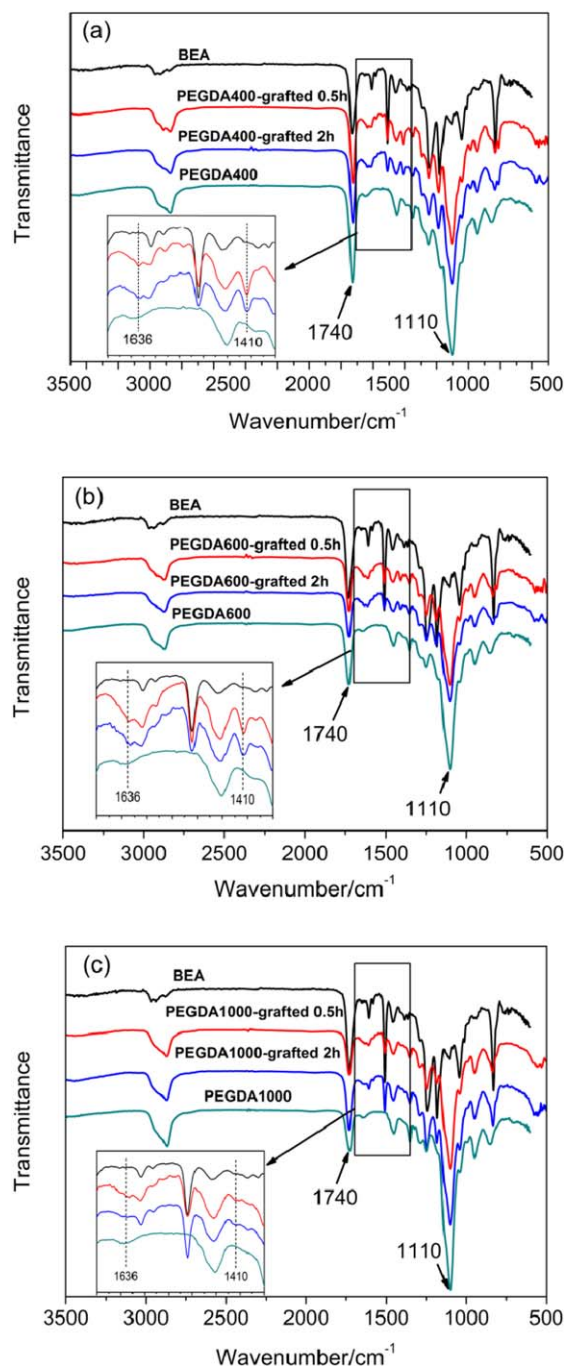 (a)
BEA
PEGDA400-grafted 0.5h
PEGDA400-grafted 2h
PEGDA400
1636
1410
1740
1110
Transmittance
3500 3000 2500 2000 1500 1000 500
Wavenumber/cm⁻¹
(b)
BEA
PEGDA600-grafted 0.5h
PEGDA600-grafted 2h
PEGDA600
1636
1410
1740
1110
Transmittance
3500 3000 2500 2000 1500 1000 500
Wavenumber/cm⁻¹
(c)
BEA
PEGDA1000-grafted 0.5h
PEGDA1000-grafted 2h
PEGDA1000
1636
1410
1740
1110
Transmittance
3500 3000 2500 2000 1500 1000 500
Wavenumber/cm⁻¹